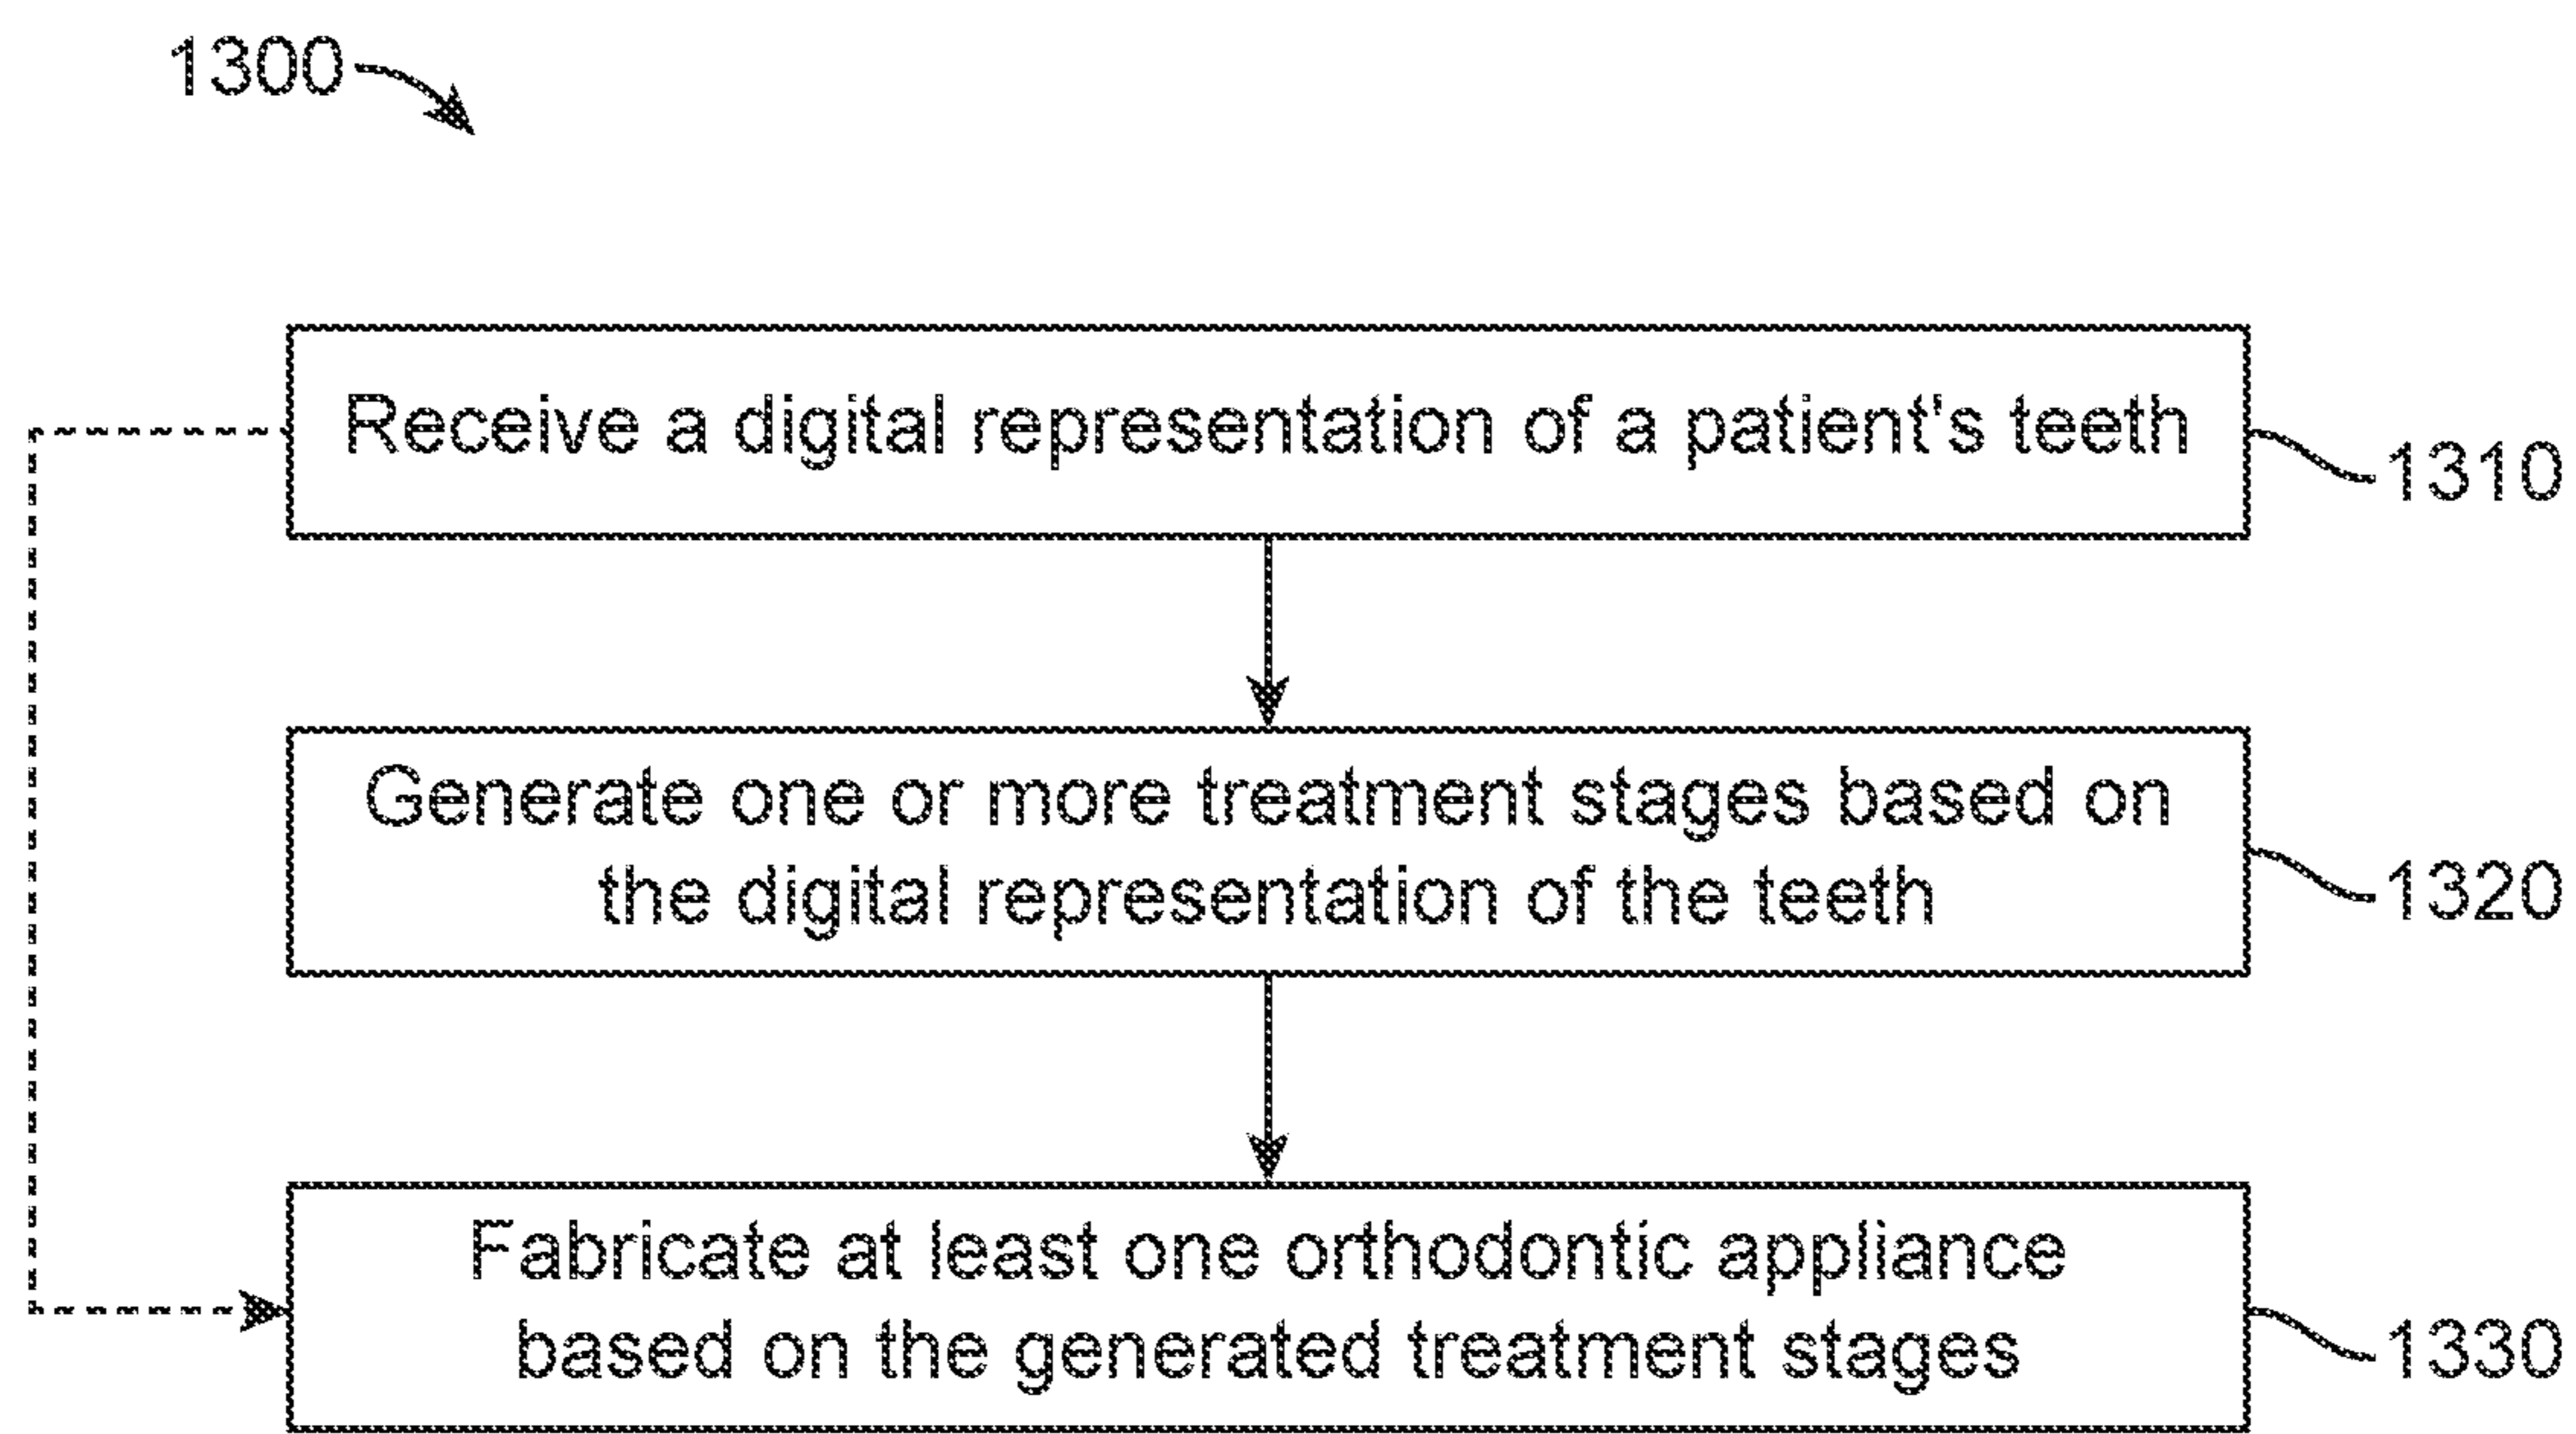 1300
Receive a digital representation of a patient's teeth
1310
Generate one or more treatment stages based on
the digital representation of the teeth
1320
Fabricate at least one orthodontic appliance
based on the generated treatment stages
1330